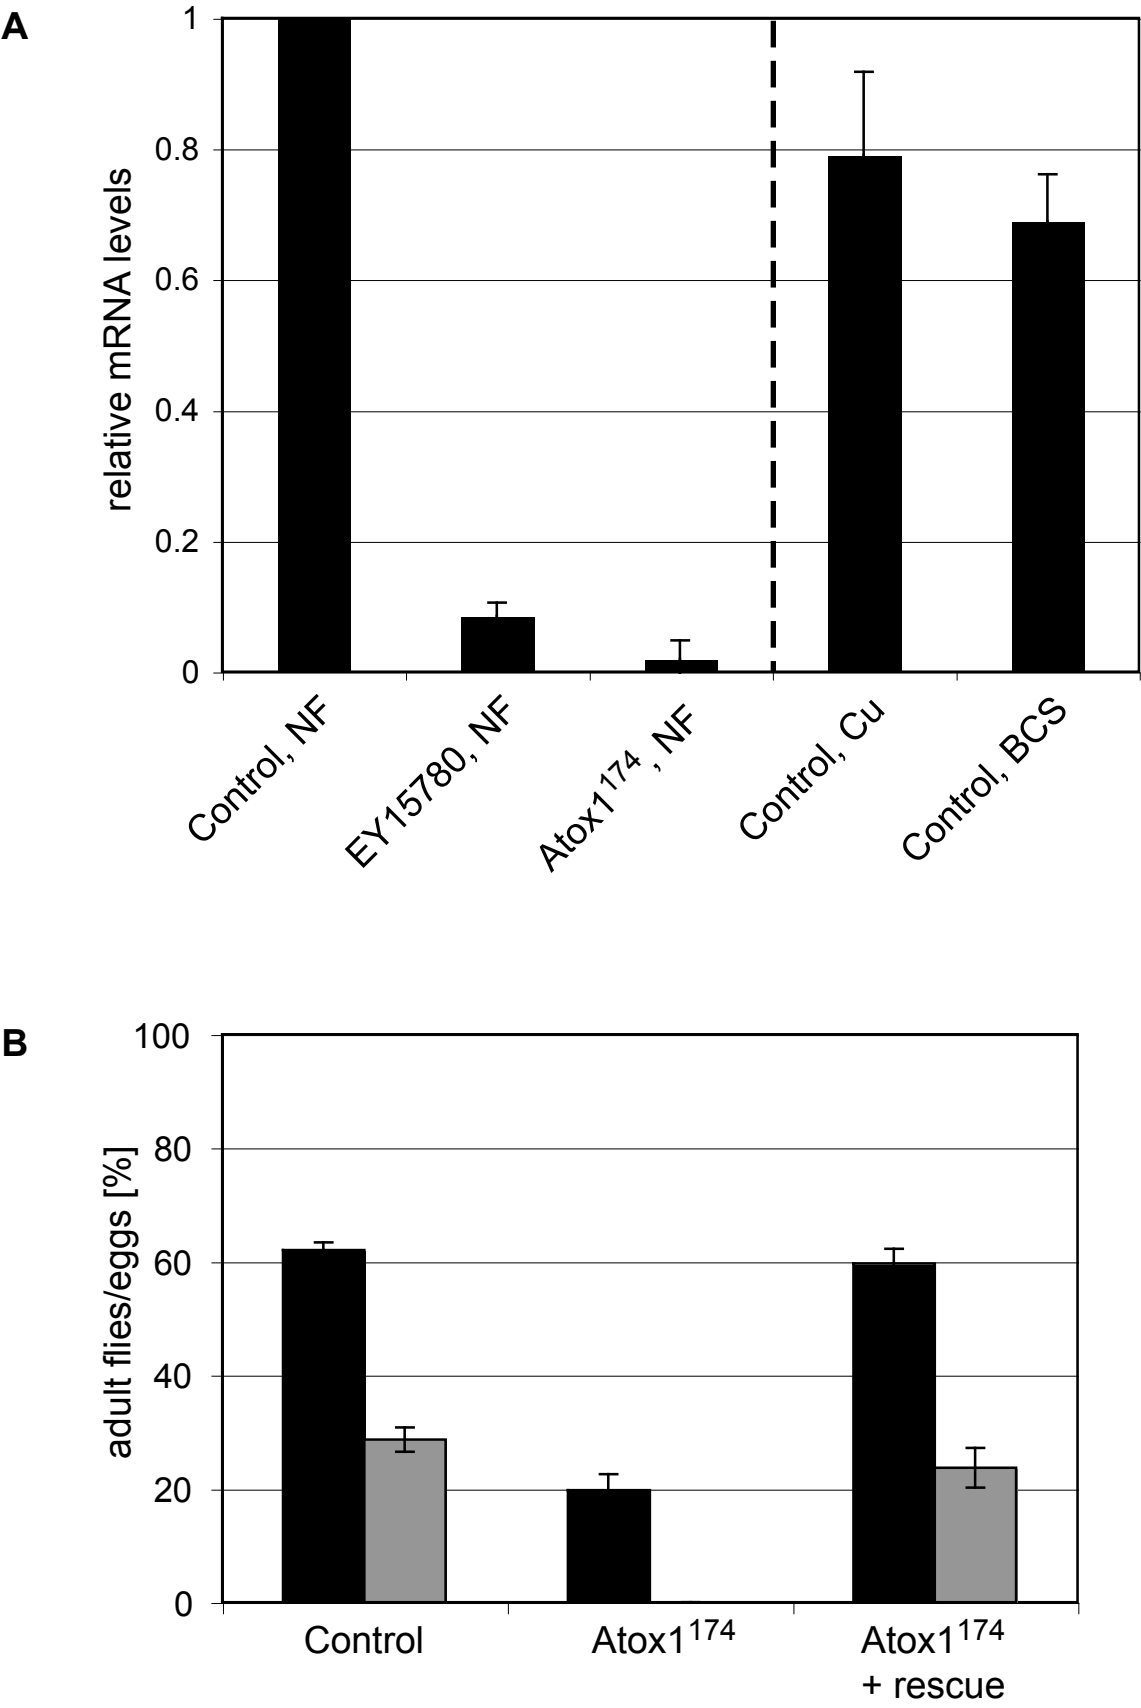 A
relative mRNA levels
1
0.8
0.6
0.4
0.2
0
Control, NF
EY15780, NF
Atox1¹⁷⁴, NF
Control, Cu
Control, BCS
B
adult flies/eggs [%]
100
80
60
40
20
0
Control
Atox1¹⁷⁴
Atox1¹⁷⁴
+ rescue